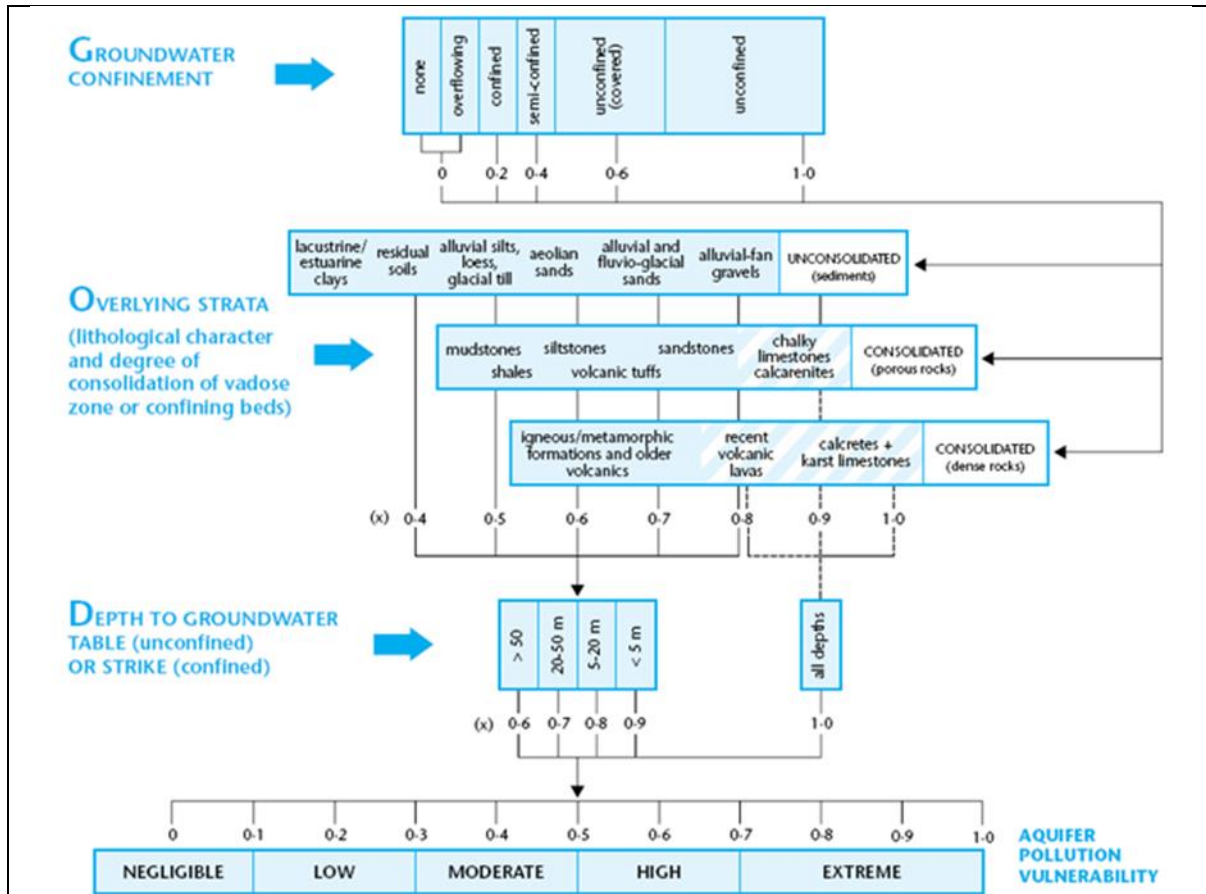 GROUNDWATER
CONFINEMENT
none
overflowing
confined
semi-confined
unconfined
(covered)
unconfined
0 0·2 0·4 0·6 1·0
OVERLYING STRATA
(lithological character
and degree of
consolidation of vadose
zone or confining beds)
lacustrine/
estuarine
clays
residual
soils
alluvial silts,
loess,
glacial till
aeolian
sands
alluvial and
fluvio-glacial
sands
alluvial-fan
gravels
UNCONSOLIDATED
(sediments)
mudstones
shales
siltstones
volcanic tuffs
sandstones
chalky
limestones
calcarenites
CONSOLIDATED
(porous rocks)
igneous/metamorphic
formations and older
volcanics
recent
volcanic
lavas
calcretes +
karst limestones
CONSOLIDATED
(dense rocks)
(x) 0·4 0·5 0·6 0·7 0·8 0·9 1·0
DEPTH TO GROUNDWATER
TABLE (unconfined)
OR STRIKE (confined)
> 50
20-50 m
5-20 m
< 5 m
all depths
(x) 0·6 0·7 0·8 0·9 1·0
0 0·1 0·2 0·3 0·4 0·5 0·6 0·7 0·8 0·9 1·0
NEGLIGIBLE LOW MODERATE HIGH EXTREME
AQUIFER
POLLUTION
VULNERABILITY